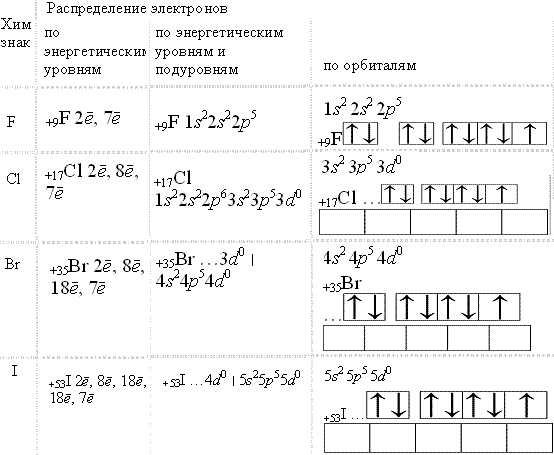 Хим
знак
Распределение электронов
по
энергетическим
уровням
по энергетическим
уровням и
подуровням
по орбиталям
F
₊₉F 2ē, 7ē
₊₉F 1s²2s²2p⁵
1s² 2s² 2p⁵
₊₉F ↑↓ ↑↓ ↑↓ ↑↓ ↑
Cl
₊₁₇Cl 2ē, 8ē,
7ē
₊₁₇Cl
1s²2s²2p⁶3s²3p⁵3d⁰
3s² 3p⁵ 3d⁰
₊₁₇Cl ... ↑↓ ↑↓ ↑↓ ↑
Br
₊₃₅Br 2ē, 8ē,
18ē, 7ē
₊₃₅Br ...3d⁰ |
4s²4p⁵4d⁰
4s² 4p⁵ 4d⁰
₊₃₅Br
... ↑↓ ↑↓ ↑↓ ↑
I
₊₅₃I 2ē, 8ē, 18ē,
18ē, 7ē
₊₅₃I ...4d⁰ | 5s²5p⁵5d⁰
5s² 5p⁵ 5d⁰
₊₅₃I ... ↑↓ ↑↓ ↑↓ ↑